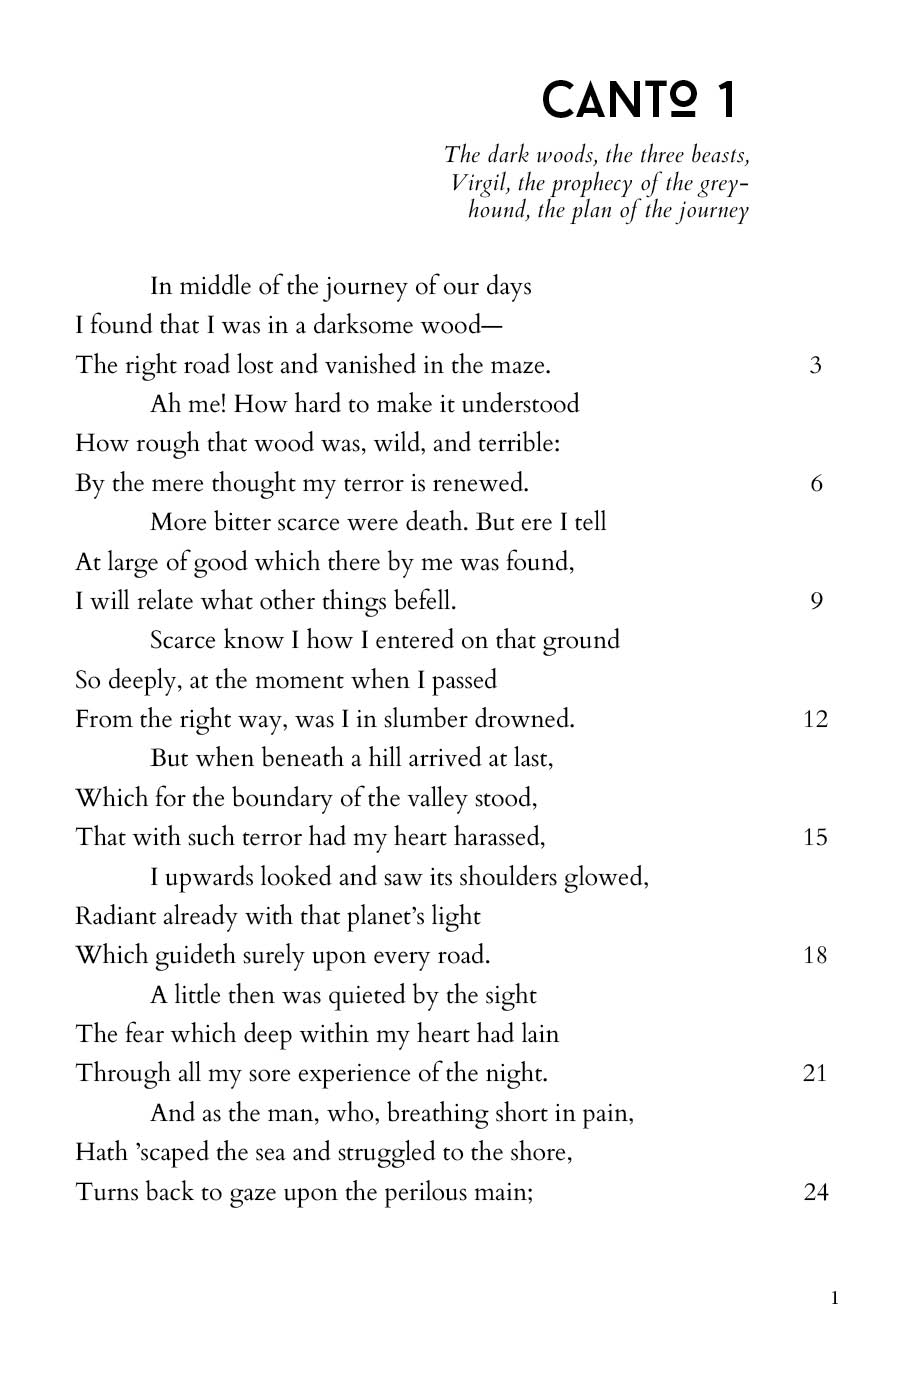 CANTO 1
The dark woods, the three beasts,
Virgil, the prophecy of the grey-
hound, the plan of the journey
In middle of the journey of our days
I found that I was in a darksome wood—
The right road lost and vanished in the maze. 3
Ah me! How hard to make it understood
How rough that wood was, wild, and terrible:
By the mere thought my terror is renewed. 6
More bitter scarce were death. But ere I tell
At large of good which there by me was found,
I will relate what other things befell. 9
Scarce know I how I entered on that ground
So deeply, at the moment when I passed
From the right way, was I in slumber drowned. 12
But when beneath a hill arrived at last,
Which for the boundary of the valley stood,
That with such terror had my heart harassed, 15
I upwards looked and saw its shoulders glowed,
Radiant already with that planet’s light
Which guideth surely upon every road. 18
A little then was quieted by the sight
The fear which deep within my heart had lain
Through all my sore experience of the night. 21
And as the man, who, breathing short in pain,
Hath ’scaped the sea and struggled to the shore,
Turns back to gaze upon the perilous main; 24
1